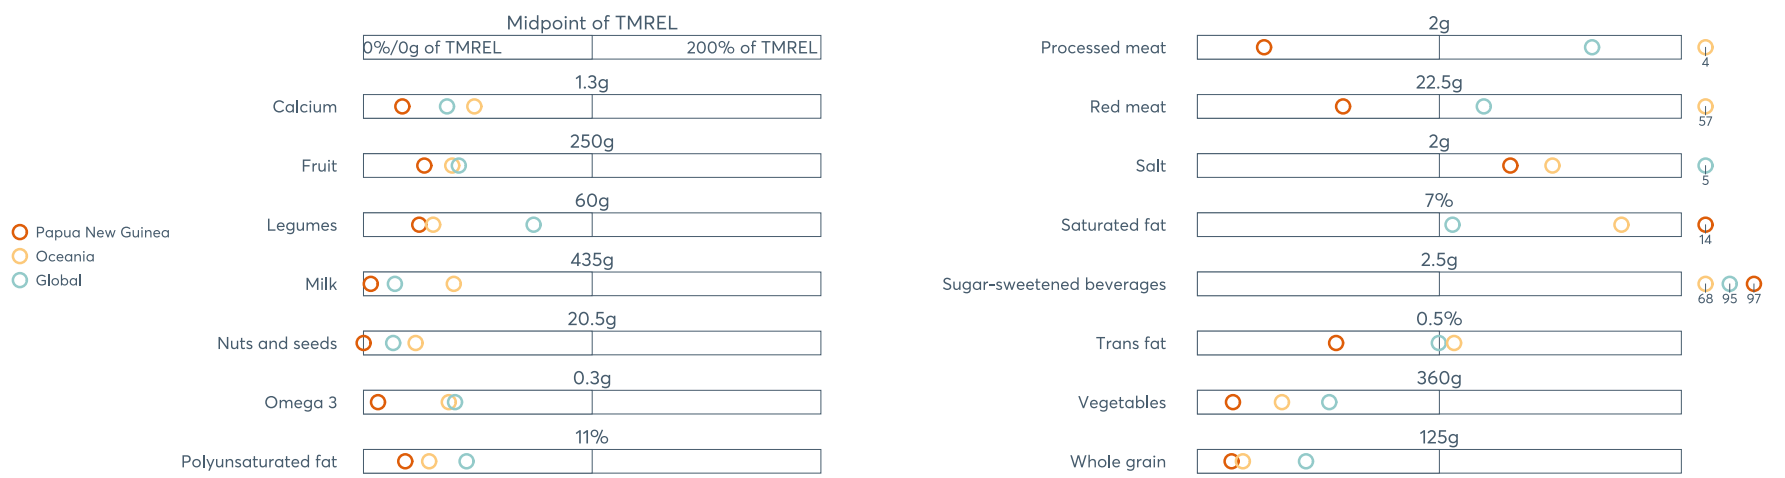 Midpoint of TMREL
0%/0g of TMREL
200% of TMREL
1.3g
Calcium
250g
Fruit
60g
Legumes
435g
Milk
20.5g
Nuts and seeds
0.3g
Omega 3
11%
Polyunsaturated fat
Papua New Guinea
Oceania
Global
2g
Processed meat
4
22.5g
Red meat
57
2g
Salt
5
7%
Saturated fat
14
2.5g
Sugar-sweetened beverages
68 95 97
0.5%
Trans fat
360g
Vegetables
125g
Whole grain